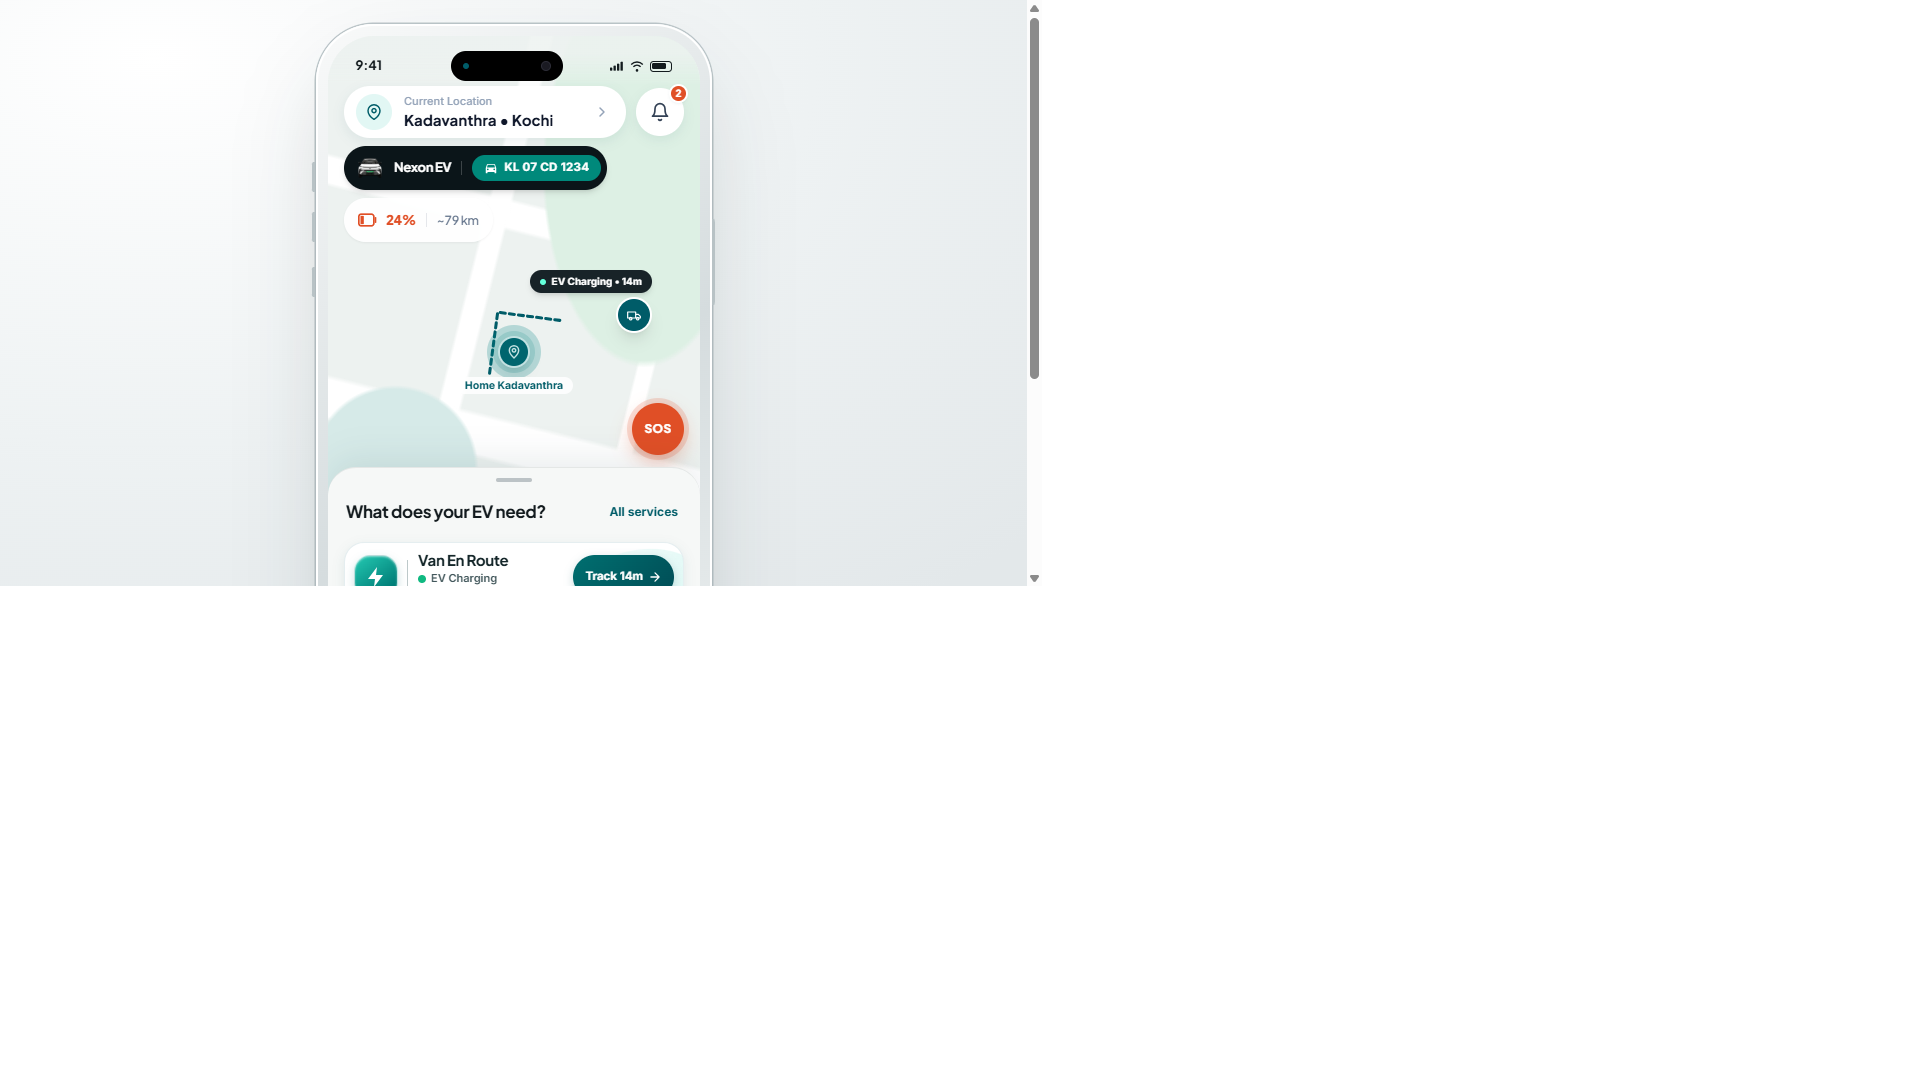 9:41
Current Location
Kadavanthra • Kochi
2
Nexon EV
KL 07 CD 1234
24%
~79 km
EV Charging • 14m
Home Kadavanthra
SOS
What does your EV need?
All services
Van En Route
EV Charging
Track 14m →